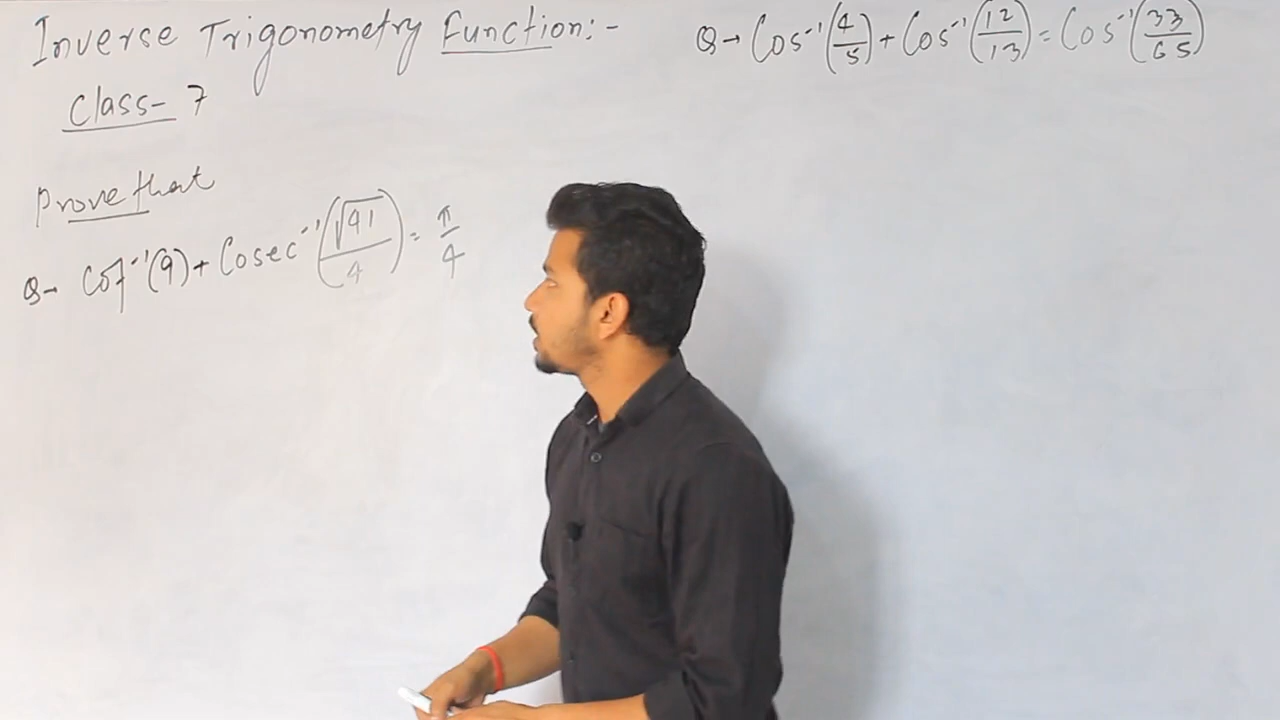 Inverse Trigonometry Function:-
Class- 7
Prove that
Q→ Cot⁻¹(9) + Cosec⁻¹(√41/4) = π/4
Q→ Cos⁻¹(4/5) + Cos⁻¹(12/13) = Cos⁻¹(33/65)